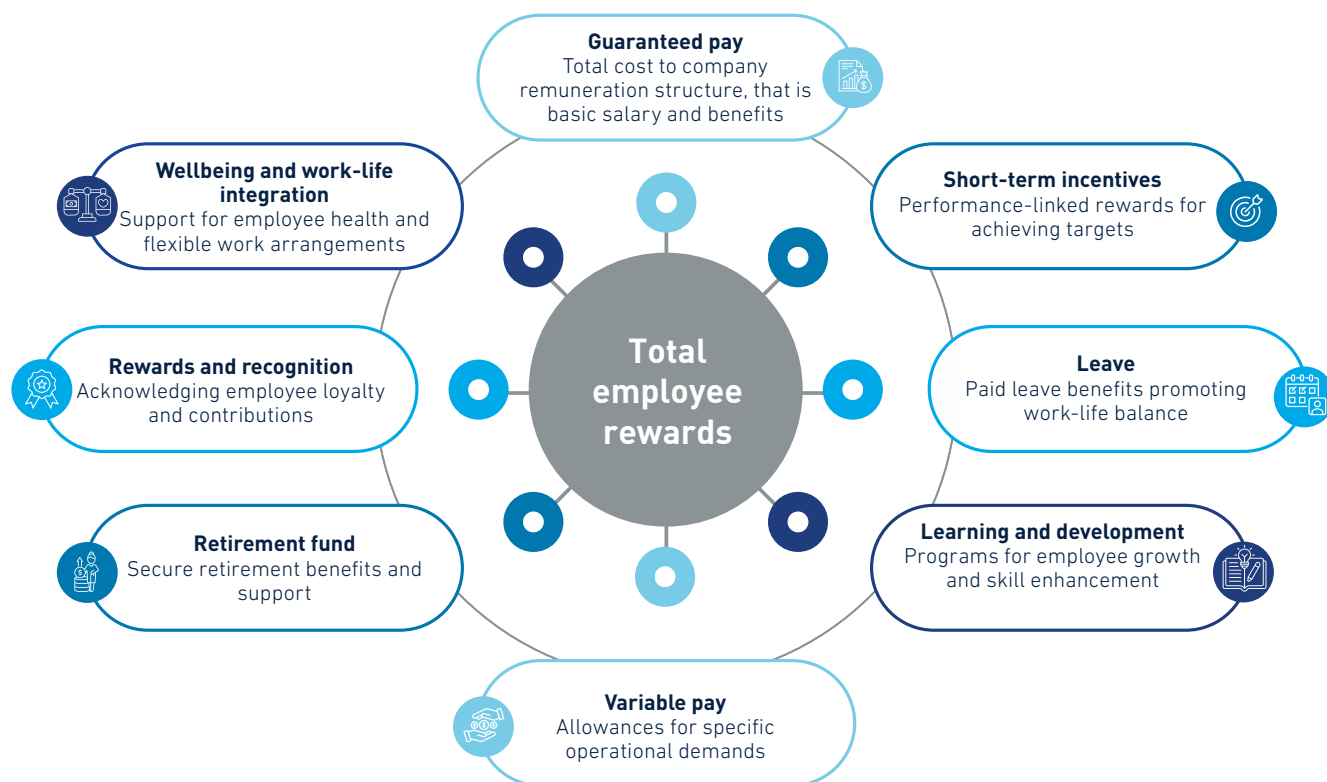 Guaranteed pay
Total cost to company
remuneration structure, that is
basic salary and benefits
Wellbeing and work-life
integration
Support for employee health and
flexible work arrangements
Short-term incentives
Performance-linked rewards for
achieving targets
Total
employee
rewards
Rewards and recognition
Acknowledging employee loyalty
and contributions
Leave
Paid leave benefits promoting
work-life balance
Retirement fund
Secure retirement benefits and
support
Learning and development
Programs for employee growth
and skill enhancement
Variable pay
Allowances for specific
operational demands